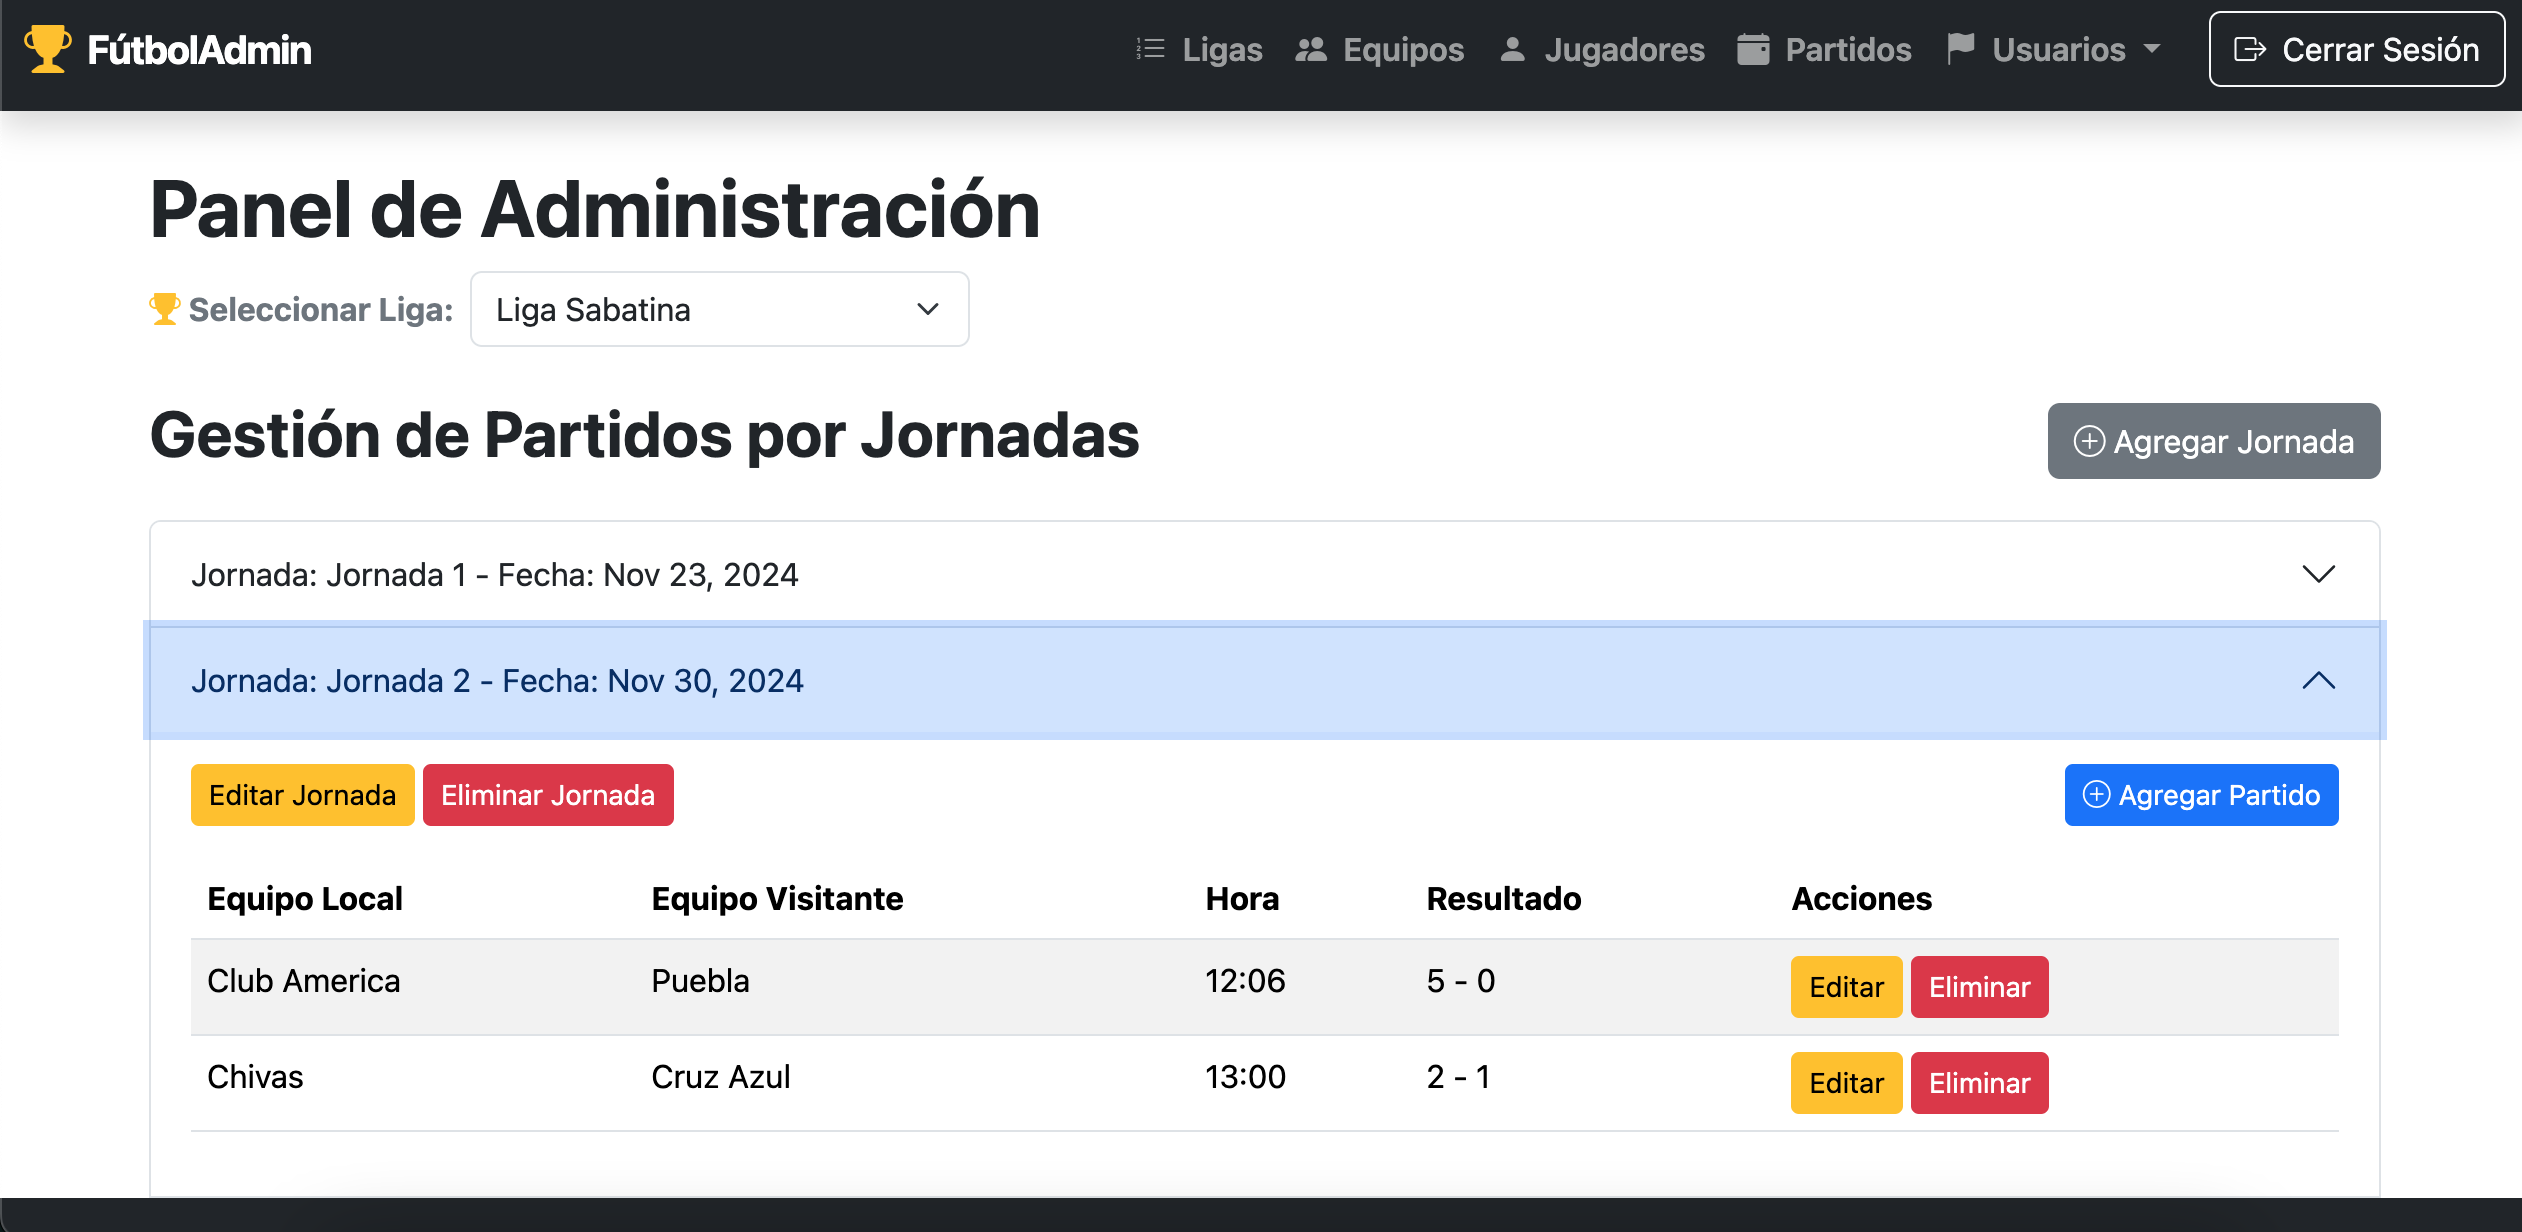 FútbolAdmin Ligas Equipos Jugadores Partidos Usuarios Cerrar Sesión
Panel de Administración
Seleccionar Liga: Liga Sabatina
Gestión de Partidos por Jornadas Agregar Jornada
Jornada: Jornada 1 - Fecha: Nov 23, 2024
Jornada: Jornada 2 - Fecha: Nov 30, 2024
Editar Jornada Eliminar Jornada Agregar Partido
Equipo Local Equipo Visitante Hora Resultado Acciones
Club America Puebla 12:06 5 - 0 Editar Eliminar
Chivas Cruz Azul 13:00 2 - 1 Editar Eliminar